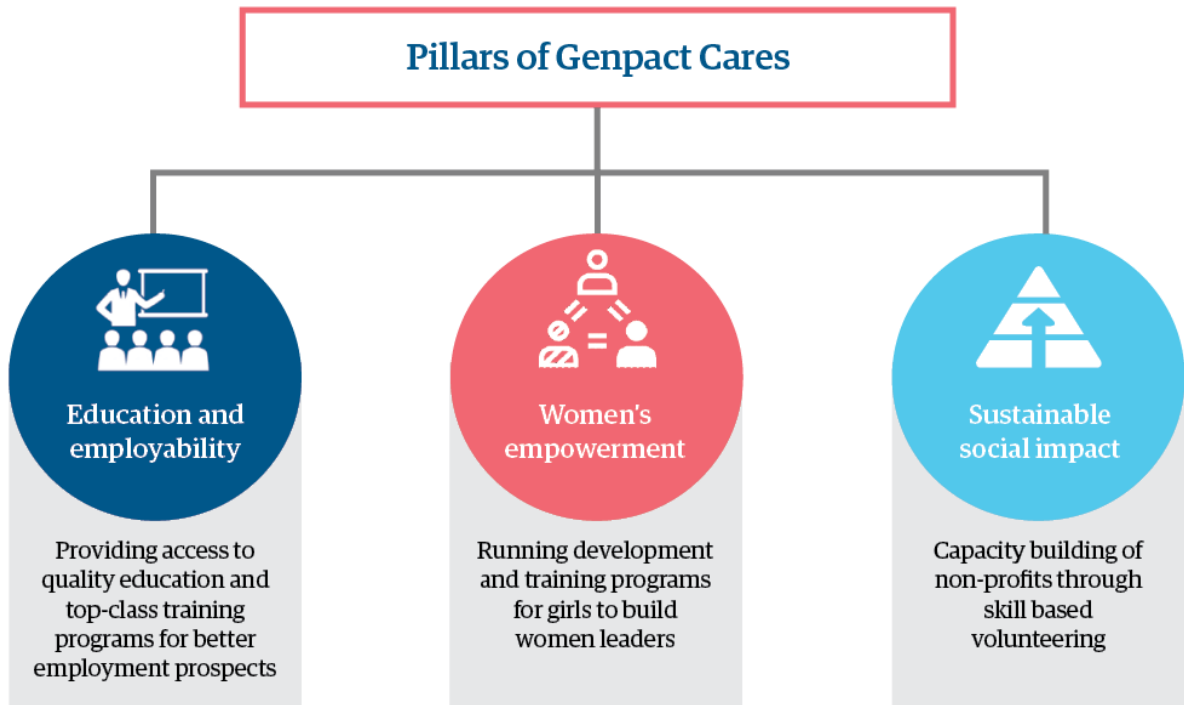 Pillars of Genpact Cares
Education and
employability
Providing access to
quality education and
top-class training
programs for better
employment prospects
Women's
empowerment
Running development
and training programs
for girls to build
women leaders
Sustainable
social impact
Capacity building of
non-profits through
skill based
volunteering